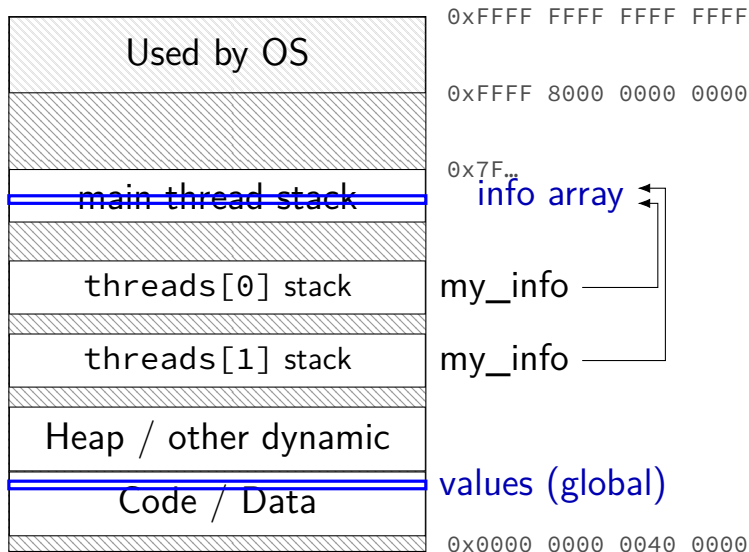 0xFFFF FFFF FFFF FFFF
Used by OS
0xFFFF 8000 0000 0000
0x7F…
main thread stack
info array
threads[0] stack
my_info
threads[1] stack
my_info
Heap / other dynamic
values (global)
Code / Data
0x0000 0000 0040 0000